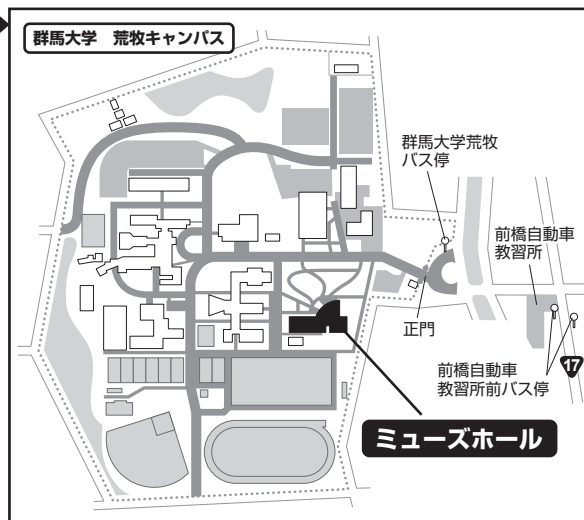 群馬大学 荒牧キャンパス
群馬大学荒牧
バス停
前橋自動車
教習所
正門
前橋自動車
教習所前バス停
17
ミューズホール